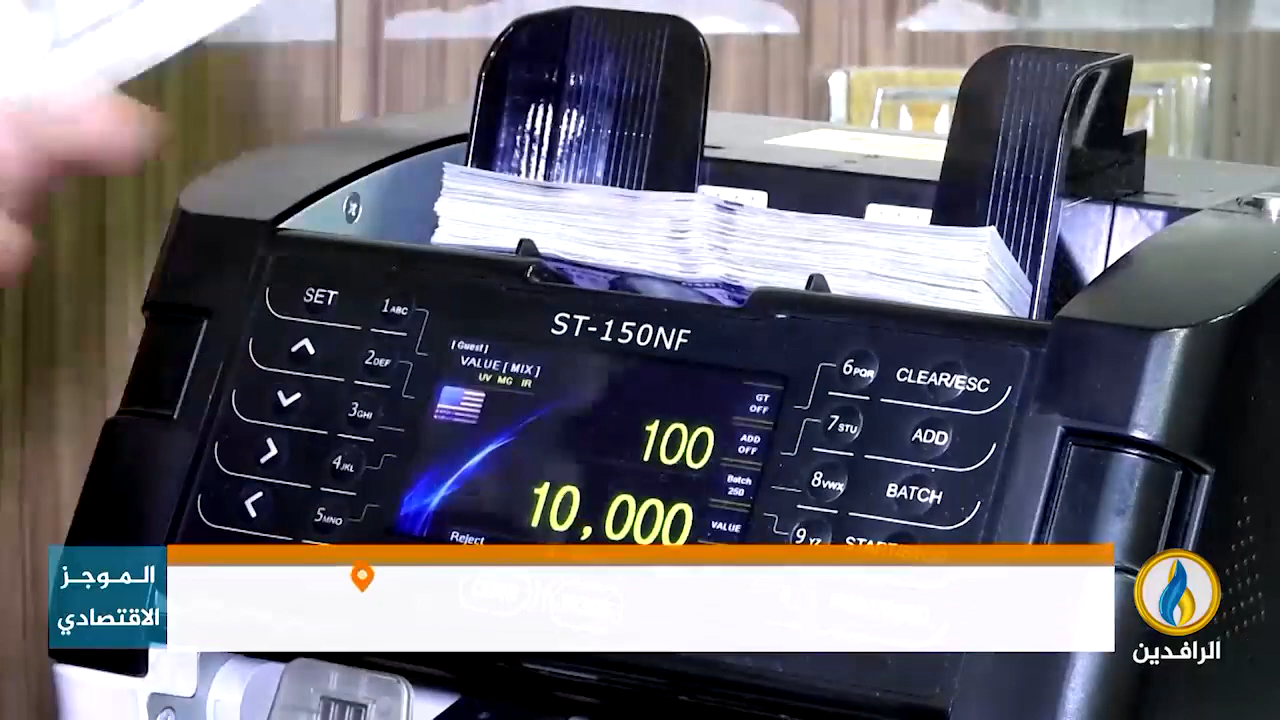 ST-150NF
SET
1ABC
2DEF
3GHI
4JKL
5MNO
[ Guest ]
VALUE [ MIX ]
UV MG IR
100
10,000
Reject
GT
OFF
ADD
OFF
Batch
250
VALUE
6PQR
CLEAR/ESC
7STU
ADD
8VWX
BATCH
9YZ
الموجز
الاقتصادي
الرافدين